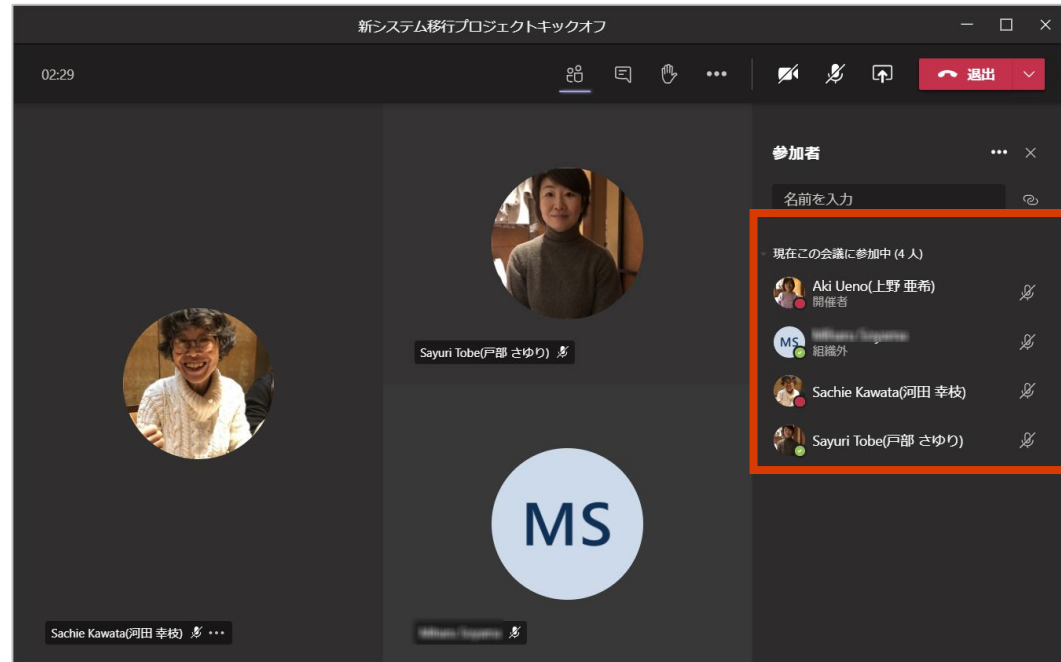 新システム移行プロジェクトキックオフ
02:29
退出
参加者
名前を入力
現在この会議に参加中 (4 人)
Aki Ueno(上野 亜希)
開催者
MS
組織外
Sachie Kawata(河田 幸枝)
Sayuri Tobe(戸部 さゆり)
Sayuri Tobe(戸部 さゆり)
MS
Sachie Kawata(河田 幸枝)